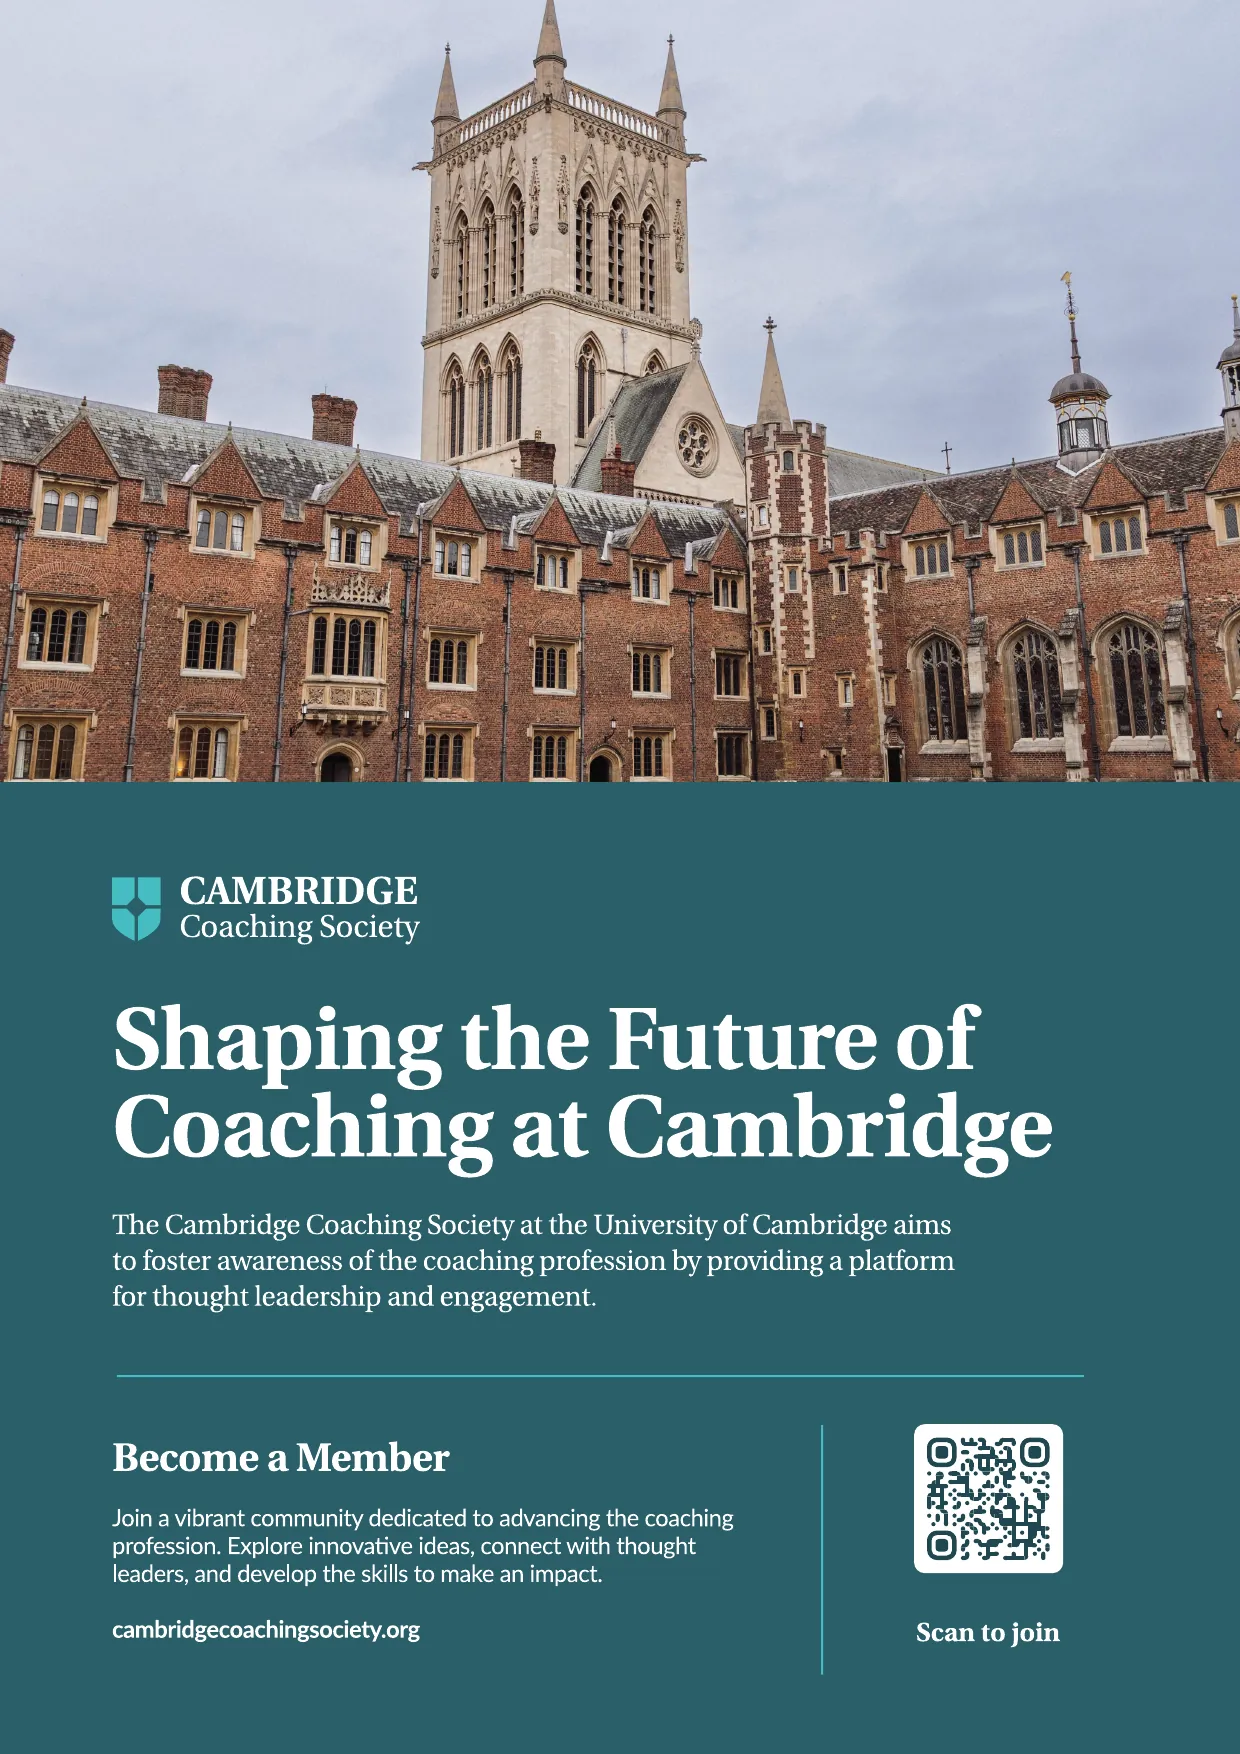 CAMBRIDGE
Coaching Society
Shaping the Future of
Coaching at Cambridge
The Cambridge Coaching Society at the University of Cambridge aims
to foster awareness of the coaching profession by providing a platform
for thought leadership and engagement.
Become a Member
Join a vibrant community dedicated to advancing the coaching
profession. Explore innovative ideas, connect with thought
leaders, and develop the skills to make an impact.
cambridgecoachingsociety.org
Scan to join